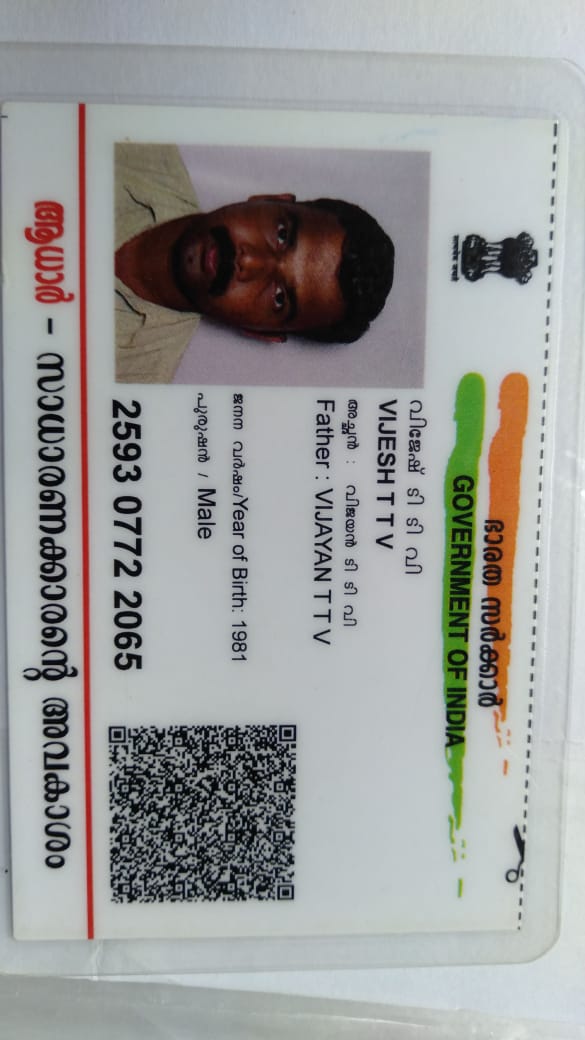 ഭാരത സർക്കാർ
GOVERNMENT OF INDIA
വിജേഷ് ടി ടി വി
VIJESH T T V
അച്ഛൻ : വിജയൻ ടി ടി വി
Father : VIJAYAN T T V
ജനന വർഷം/Year of Birth: 1981
പുരുഷൻ / Male
2593 0772 2065
ആധാർ - സാധാരണക്കാരന്റെ അവകാശം